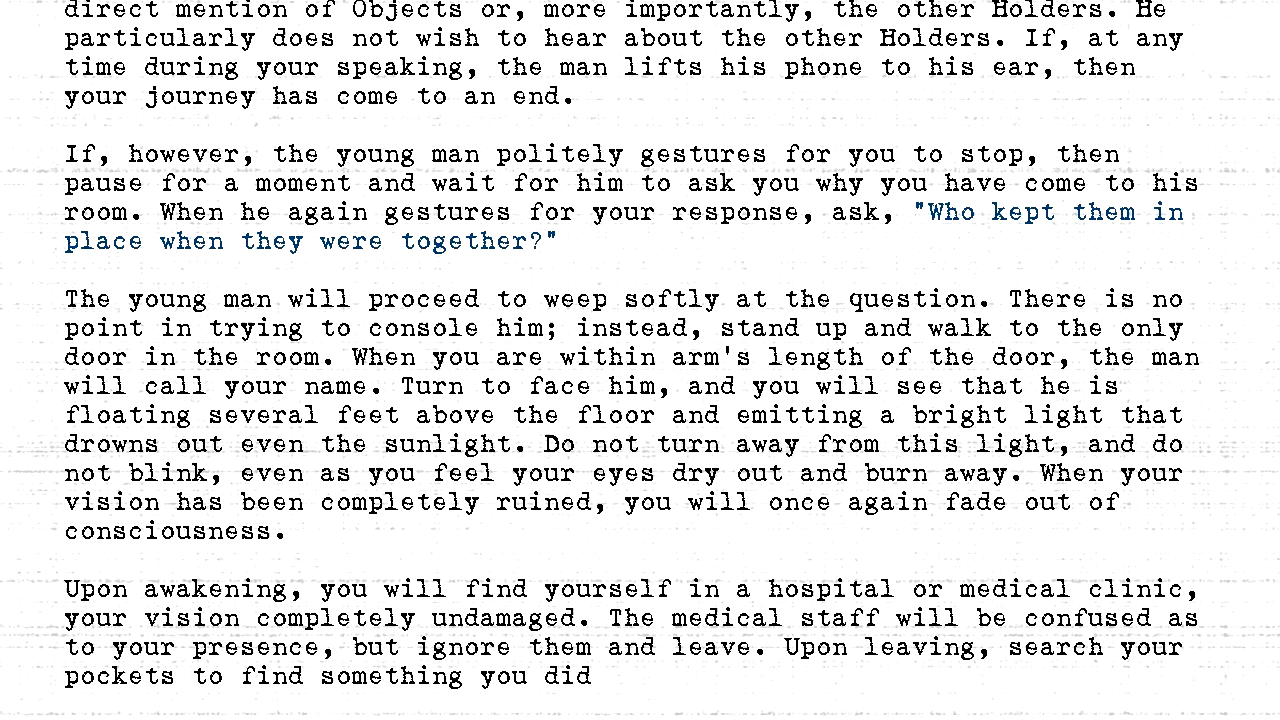 direct mention of Objects or, more importantly, the other Holders. He
particularly does not wish to hear about the other Holders. If, at any
time during your speaking, the man lifts his phone to his ear, then
your journey has come to an end.
If, however, the young man politely gestures for you to stop, then
pause for a moment and wait for him to ask you why you have come to his
room. When he again gestures for your response, ask, "Who kept them in
place when they were together?"
The young man will proceed to weep softly at the question. There is no
point in trying to console him; instead, stand up and walk to the only
door in the room. When you are within arm's length of the door, the man
will call your name. Turn to face him, and you will see that he is
floating several feet above the floor and emitting a bright light that
drowns out even the sunlight. Do not turn away from this light, and do
not blink, even as you feel your eyes dry out and burn away. When your
vision has been completely ruined, you will once again fade out of
consciousness.
Upon awakening, you will find yourself in a hospital or medical clinic,
your vision completely undamaged. The medical staff will be confused as
to your presence, but ignore them and leave. Upon leaving, search your
pockets to find something you did